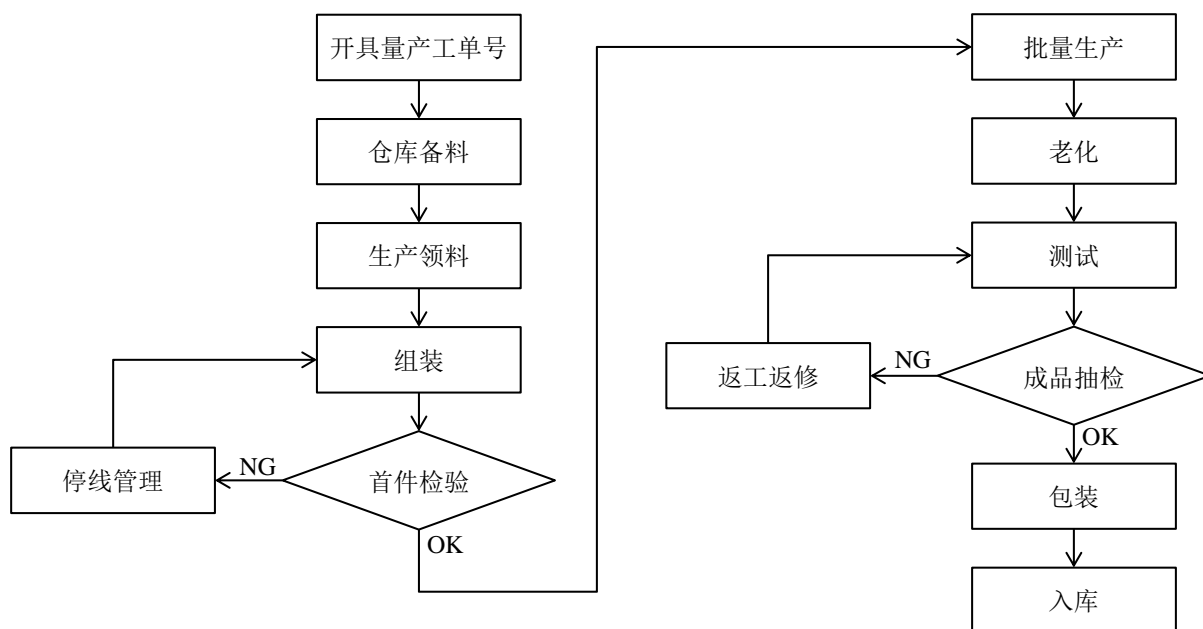 开具量产工单号
仓库备料
生产领料
组装
停线管理
NG
首件检验
OK
批量生产
老化
测试
返工返修
NG
成品抽检
OK
包装
入库